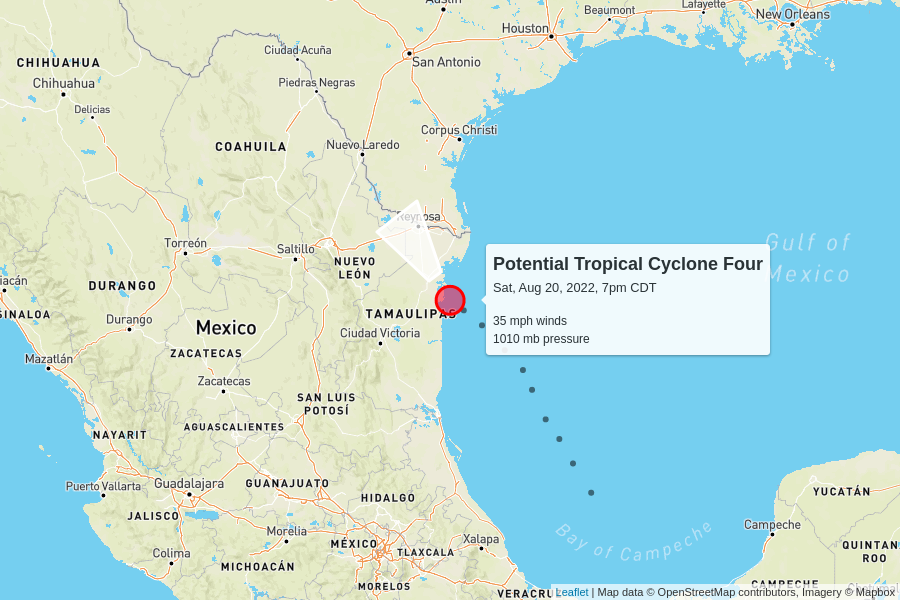 Austin
Houston
Beaumont
Lafayette
New Orleans
San Antonio
CHIHUAHUA
Chihuahua
Ciudad Acuña
Piedras Negras
Delicias
Corpus Christi
COAHUILA
Nuevo Laredo
Reynosa
Torreón
Saltillo
NUEVO
LEÓN
Gulf of
Mexico
Potential Tropical Cyclone Four
Sat, Aug 20, 2022, 7pm CDT
35 mph winds
1010 mb pressure
DURANGO
Durango
Mexico
TAMAULIPAS
Ciudad Victoria
ZACATECAS
Zacatecas
Mazatlán
SAN LUIS
POTOSÍ
AGUASCALIENTES
NAYARIT
Puerto Vallarta
Guadalajara
GUANAJUATO
HIDALGO
JALISCO
Morelia
MÉXICO
TLAXCALA
Xalapa
Colima
MICHOACÁN
MORELOS
Bay of Campeche
YUCATÁN
Campeche
QUINTANA
ROO
CAMPECHE
Leaflet | Map data © OpenStreetMap contributors, Imagery © Mapbox